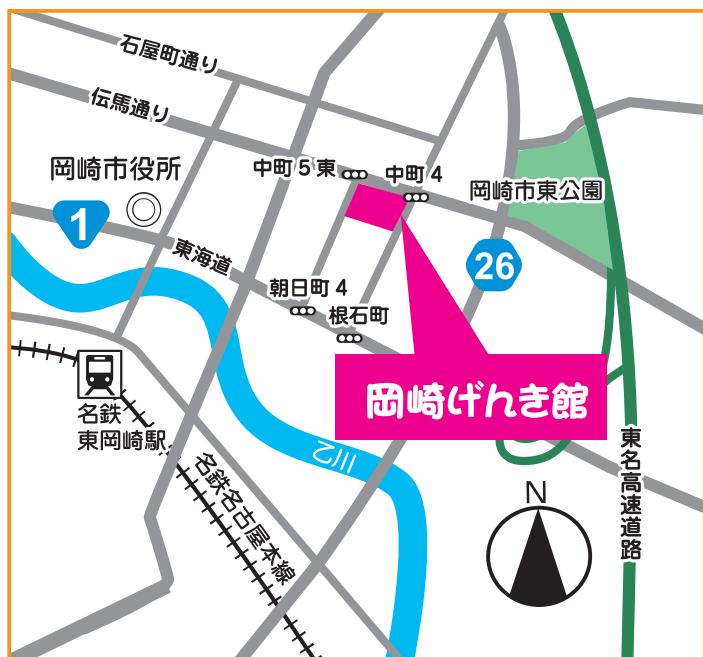 石屋町通り
伝馬通り
岡崎市役所
中町5東
中町4
岡崎市東公園
1
東海道
26
朝日町4
根石町
岡崎げんき館
名鉄
東岡崎駅
乙川
名鉄名古屋本線
東名高速道路
N